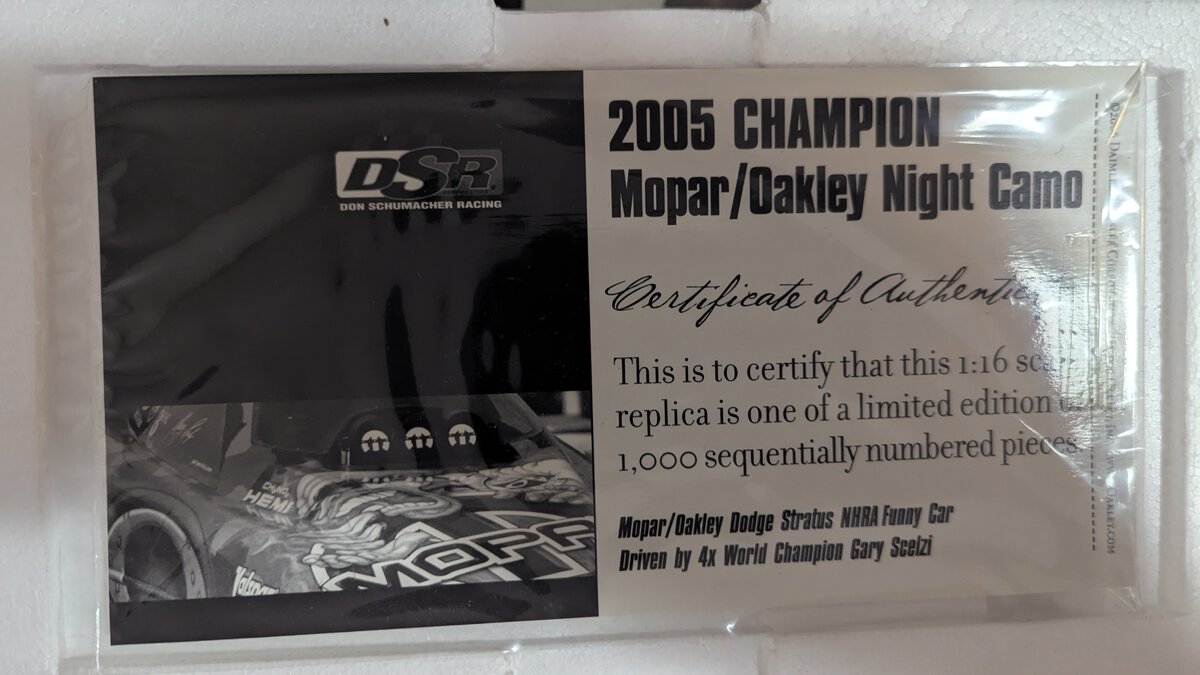 DSR
DON SCHUMACHER RACING
2005 CHAMPION
Mopar/Oakley Night Camo
Certificate of
This is to certify that this 1:16
replica is one of a limited edition
1,000 sequentially numbered pieces
Mopar/Oakley Dodge Stratus NHRA Funny Car
Driven by 4x World Champion Gary Scelzi
HEMI